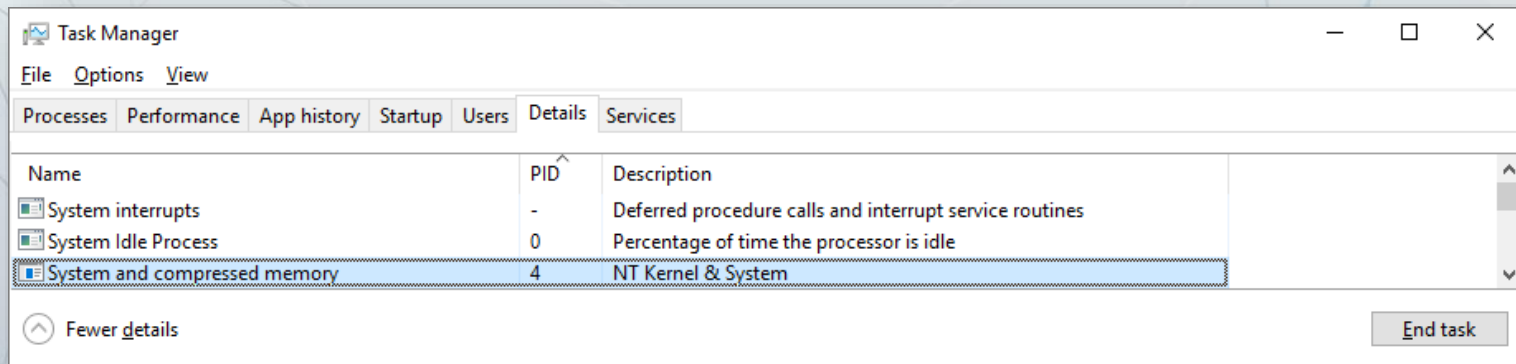 Task Manager
File Options View
Processes Performance App history Startup Users Details Services
Name PID Description
System interrupts - Deferred procedure calls and interrupt service routines
System Idle Process 0 Percentage of time the processor is idle
System and compressed memory 4 NT Kernel & System
Fewer details End task